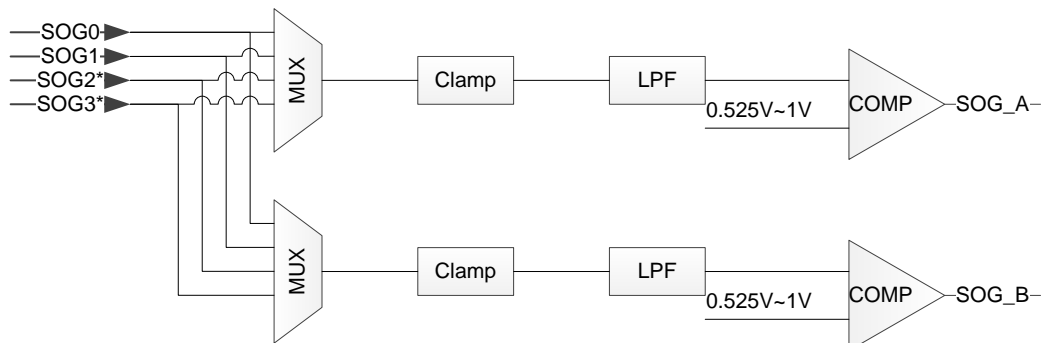 SOG0
SOG1
SOG2*
SOG3*
MUX
Clamp
LPF
0.525V~1V
COMP
SOG_A
MUX
Clamp
LPF
0.525V~1V
COMP
SOG_B